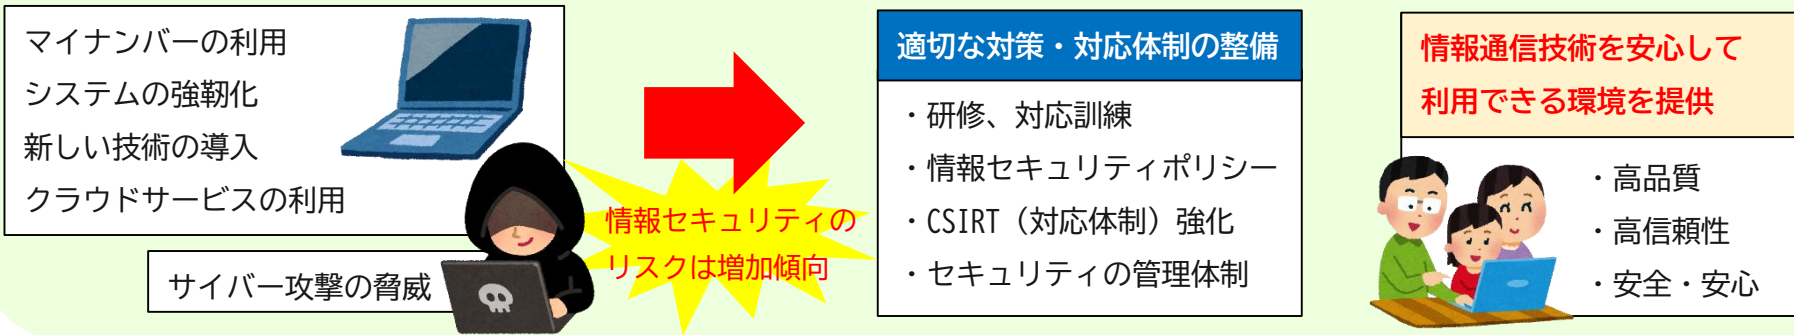 マイナンバーの利用
システムの強靭化
新しい技術の導入
クラウドサービスの利用
サイバー攻撃の脅威
情報セキュリティの
リスクは増加傾向
適切な対策・対応体制の整備
・研修、対応訓練
・情報セキュリティポリシー
・CSIRT（対応体制）強化
・セキュリティの管理体制
情報通信技術を安心して
利用できる環境を提供
・高品質
・高信頼性
・安全・安心